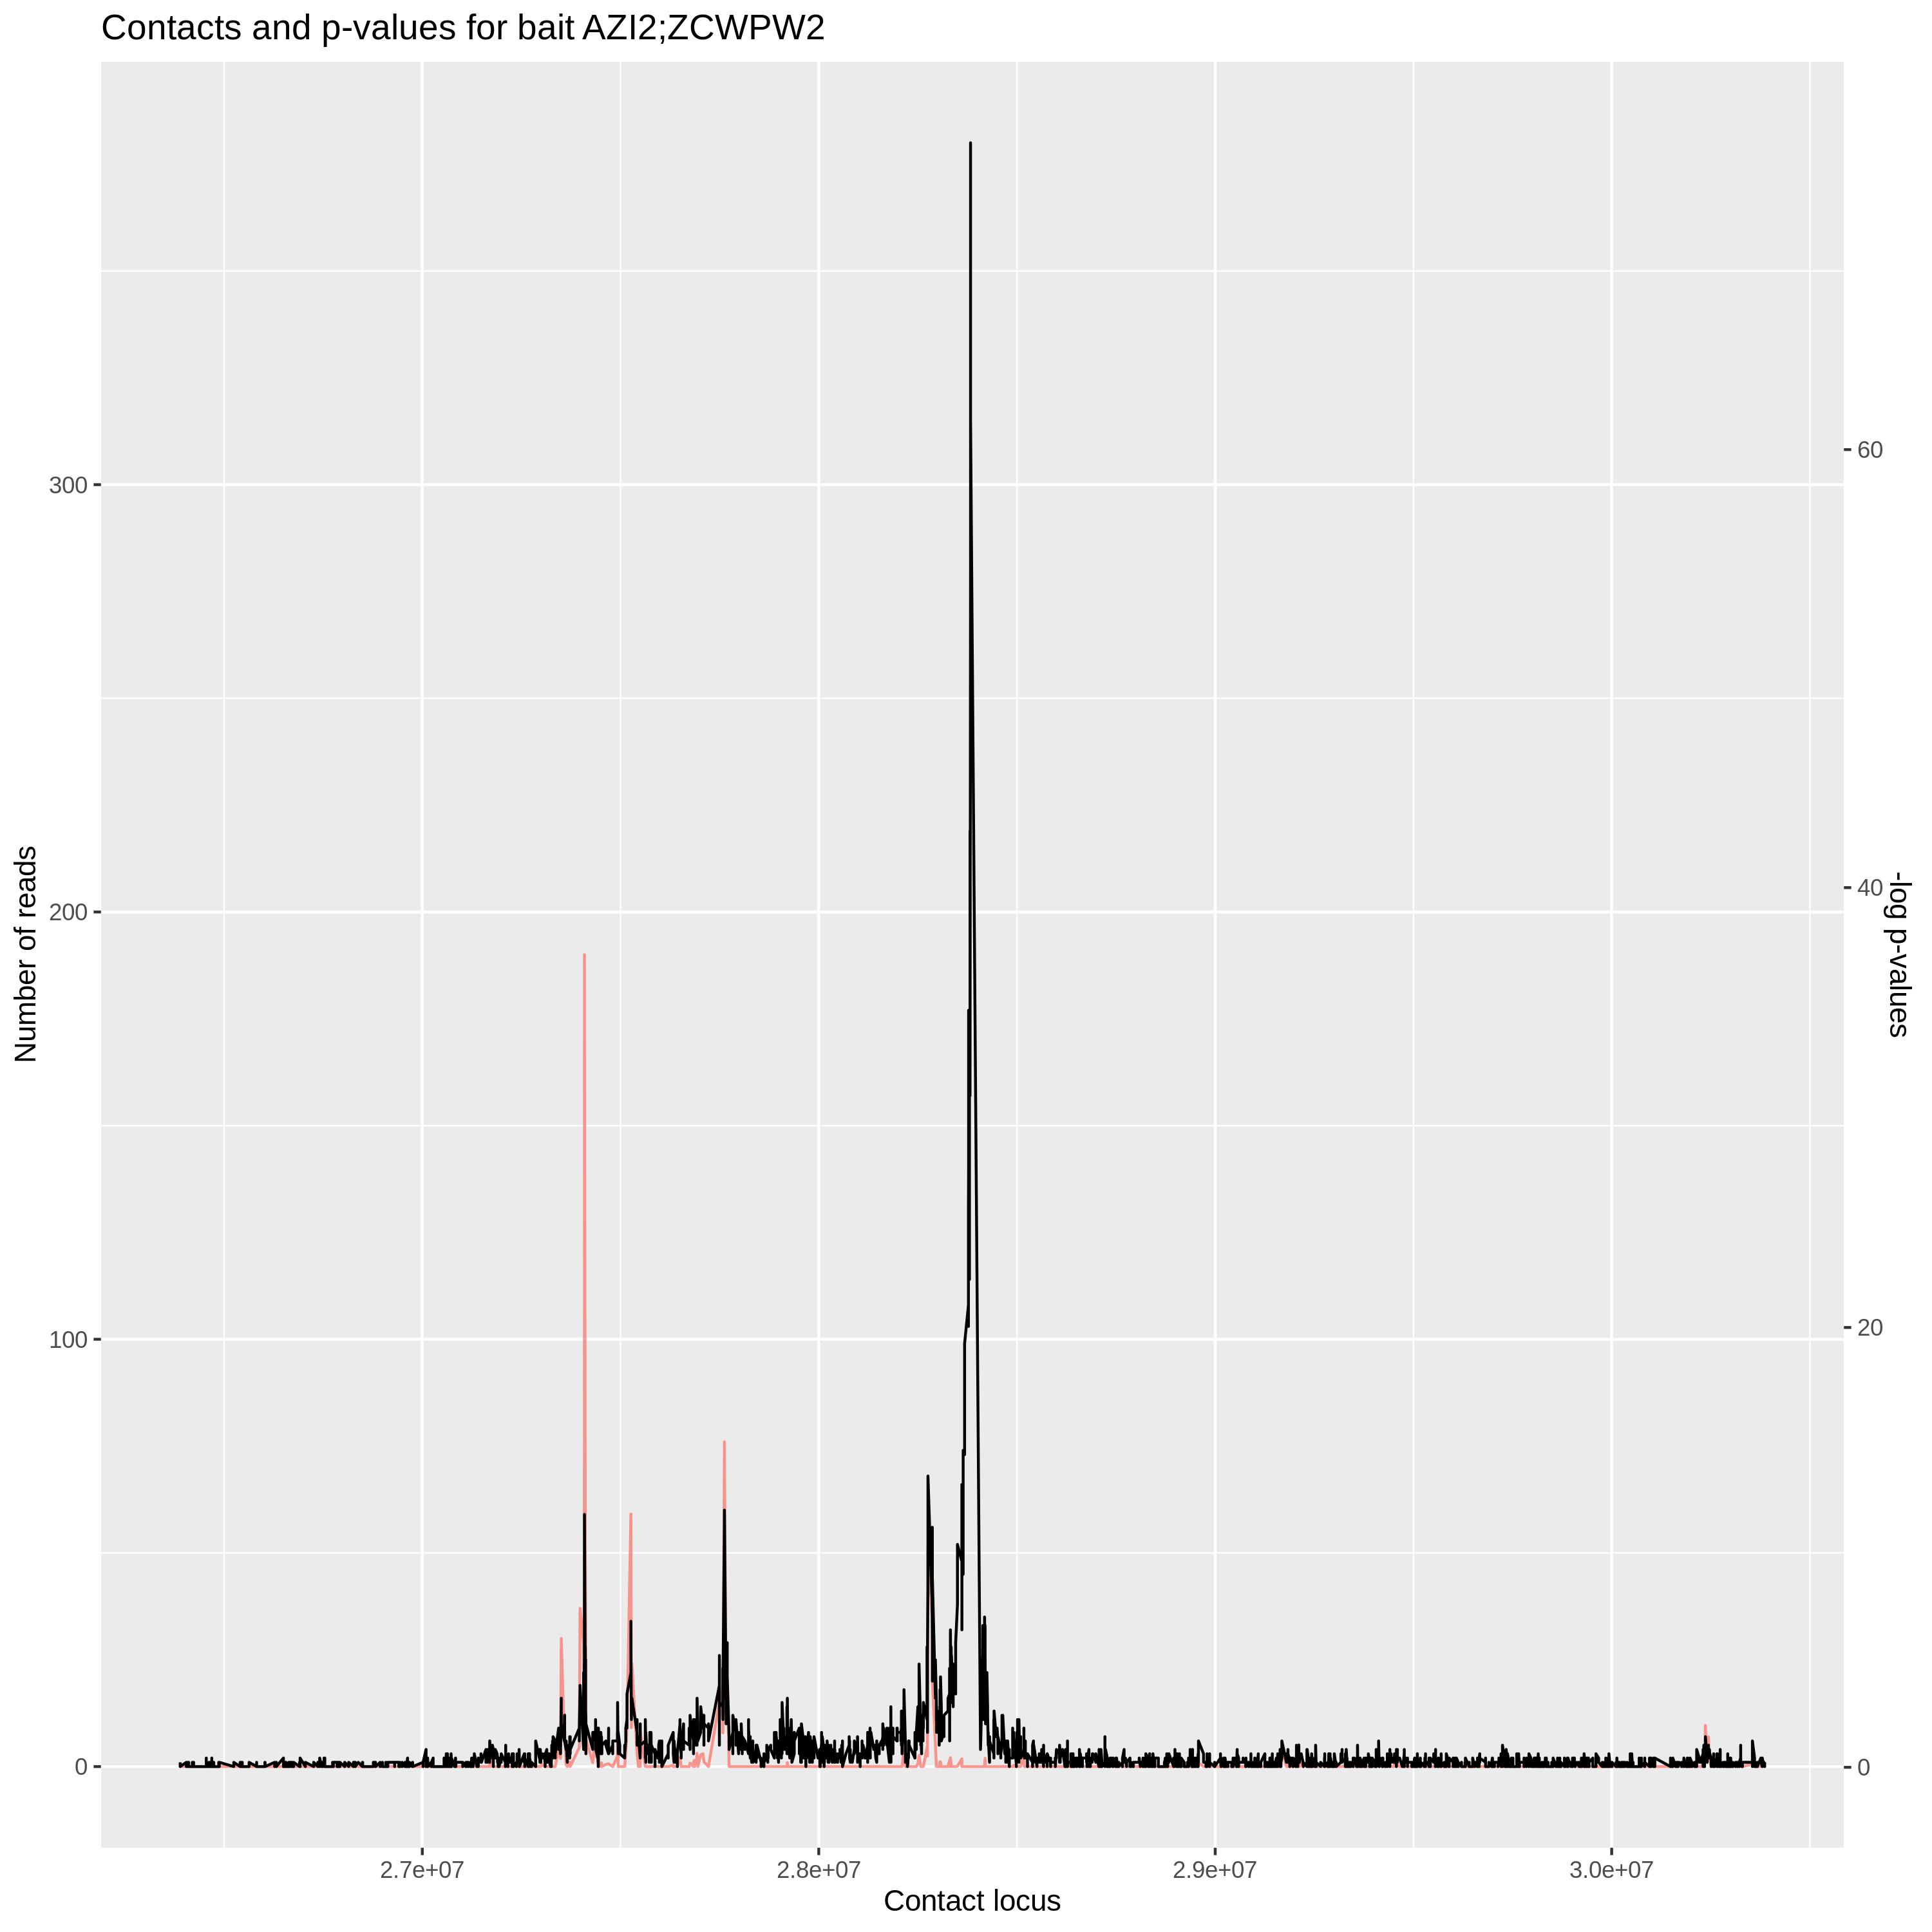 Contacts and p-values for bait AZI2;ZCWPW2
Number of reads
300
200
100
0
60
40
20
0
-log p-values
2.7e+07
2.8e+07
2.9e+07
3.0e+07
Contact locus